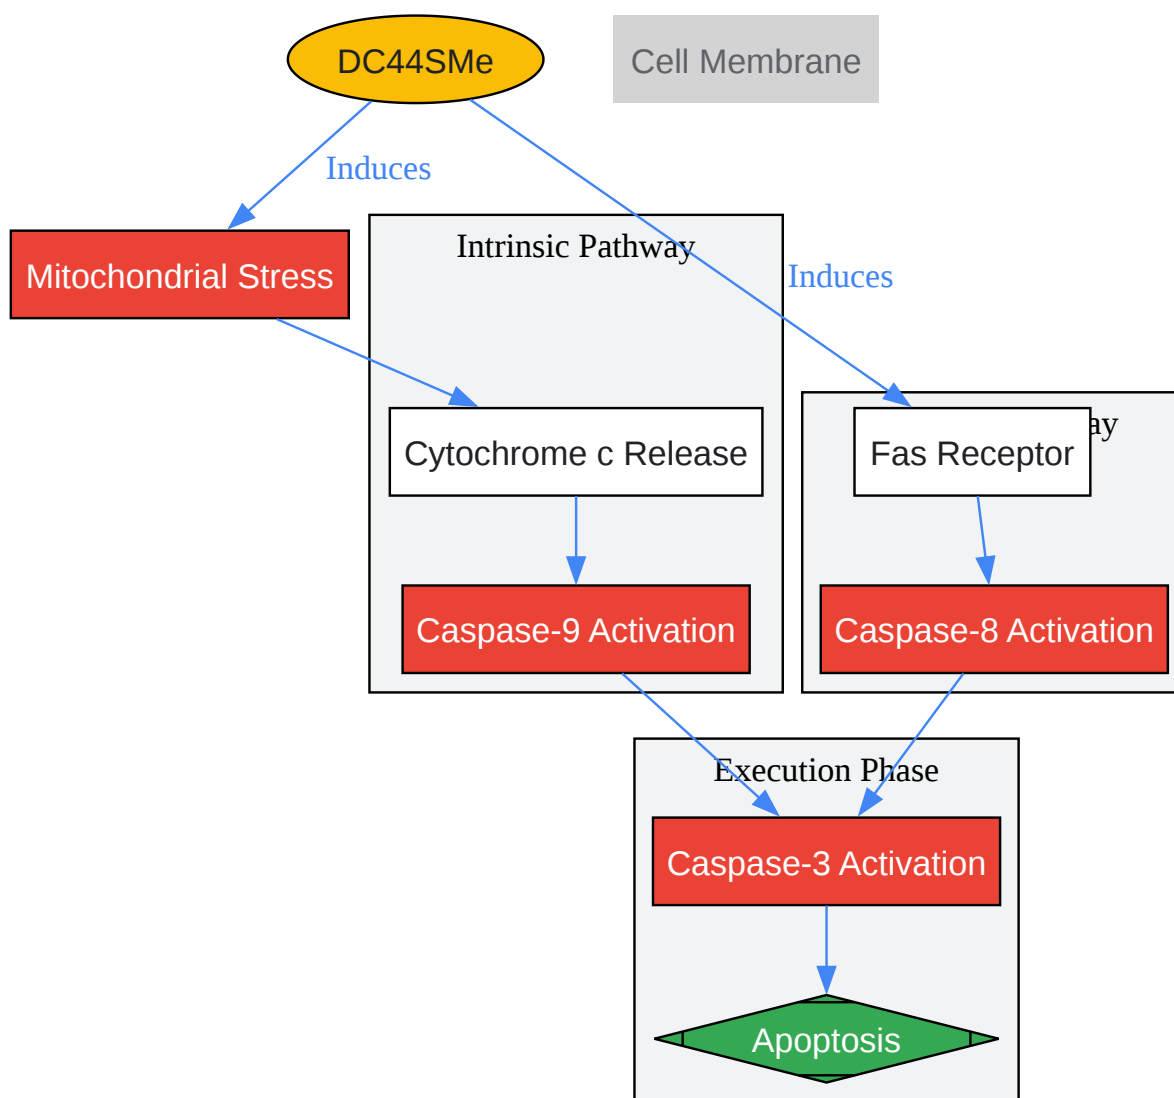 DC44SMe
Cell Membrane
Induces
Mitochondrial Stress
Intrinsic Pathway
Induces
Cytochrome c Release
Fas Receptor
Caspase-9 Activation
Caspase-8 Activation
Execution Phase
Caspase-3 Activation
Apoptosis